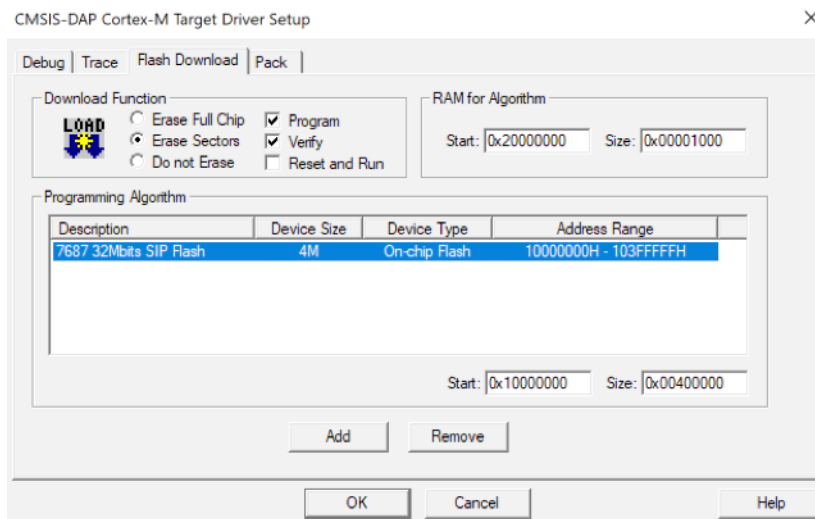 CMSIS-DAP Cortex-M Target Driver Setup
Debug Trace Flash Download Pack
Download Function
LOAD
Erase Full Chip
Erase Sectors
Do not Erase
Program
Verify
Reset and Run
RAM for Algorithm
Start: 0x20000000 Size: 0x00001000
Programming Algorithm
Description Device Size Device Type Address Range
7687 32Mbits SIP Flash 4M On-chip Flash 10000000H - 103FFFFFH
Start: 0x10000000 Size: 0x00400000
Add Remove
OK Cancel Help